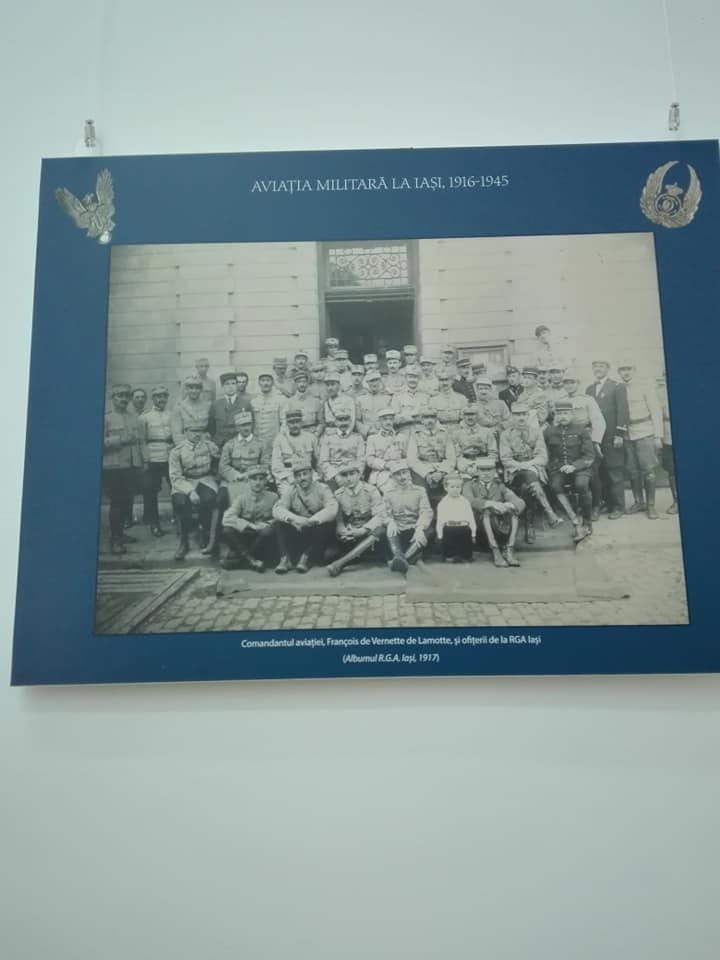 AVIAȚIA MILITARĂ LA IAȘI, 1916-1945
Comandantul aviației, François de Vernette de Lamotte, și ofițerii de la RGA Iași
(Albumul R.G.A. Iași, 1917)